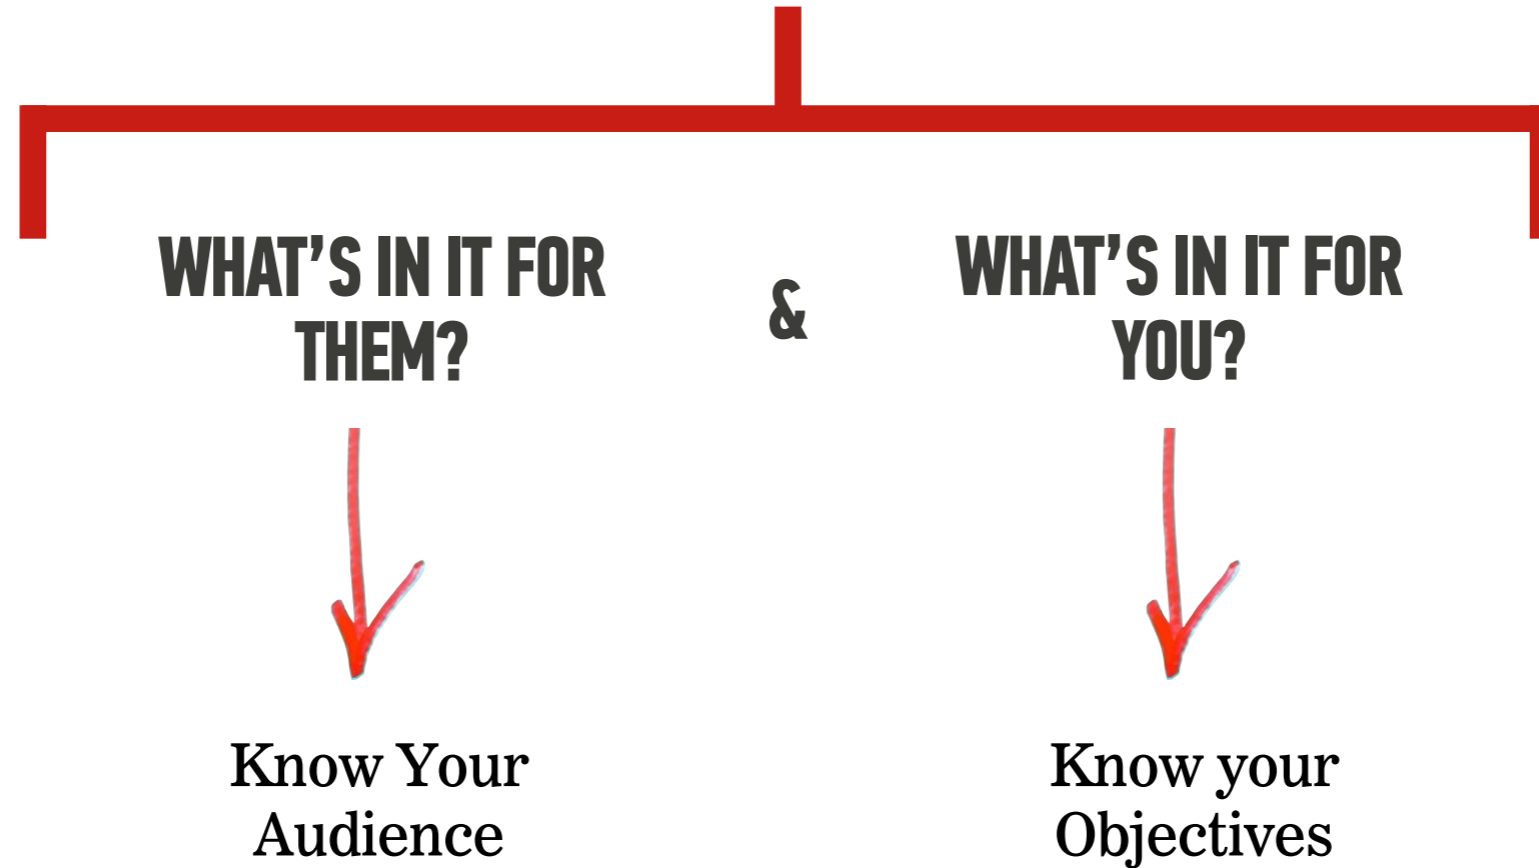 WHAT’S IN IT FOR
THEM?
&
WHAT’S IN IT FOR
YOU?
Know Your
Audience
Know your
Objectives